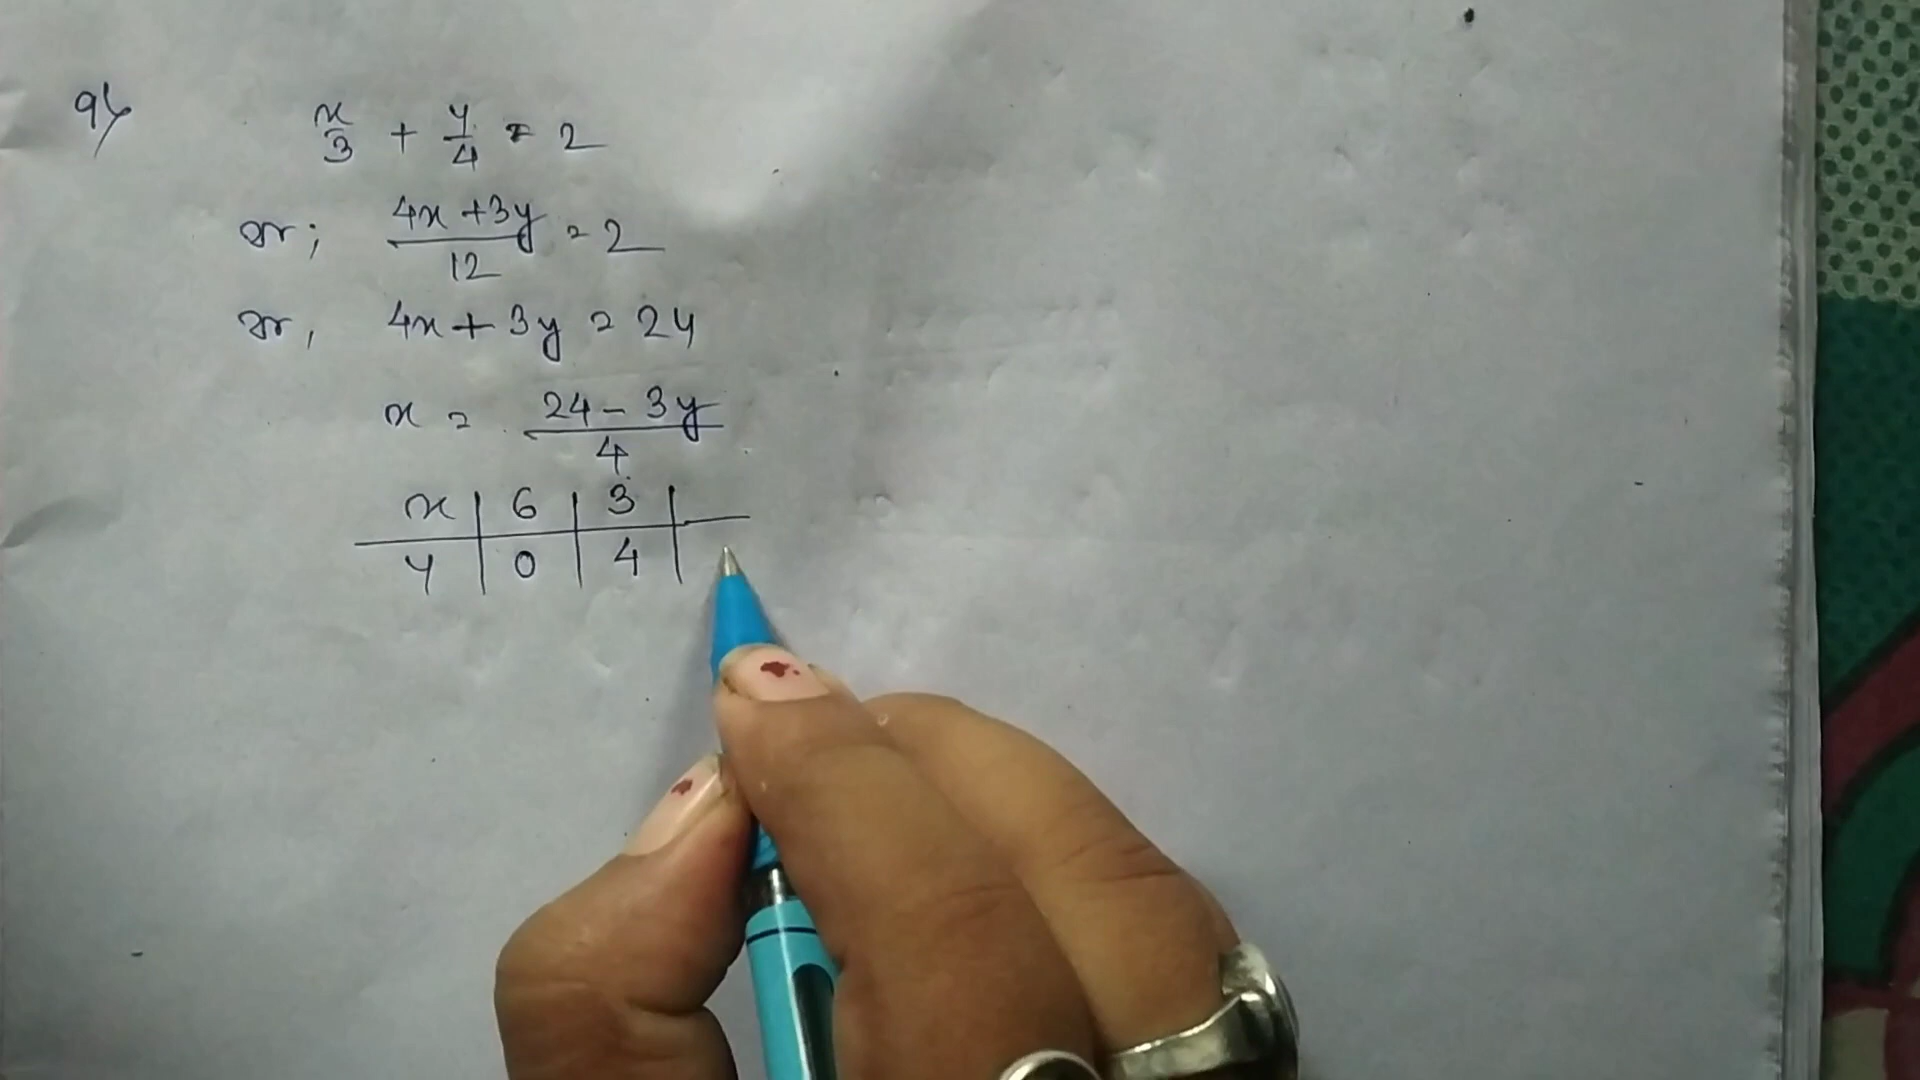 x/3 + y/4 = 2
or; (4x + 3y)/12 = 2
or, 4x + 3y = 24
x = (24 - 3y)/4
x | 6 | 3 |
y | 0 | 4 |